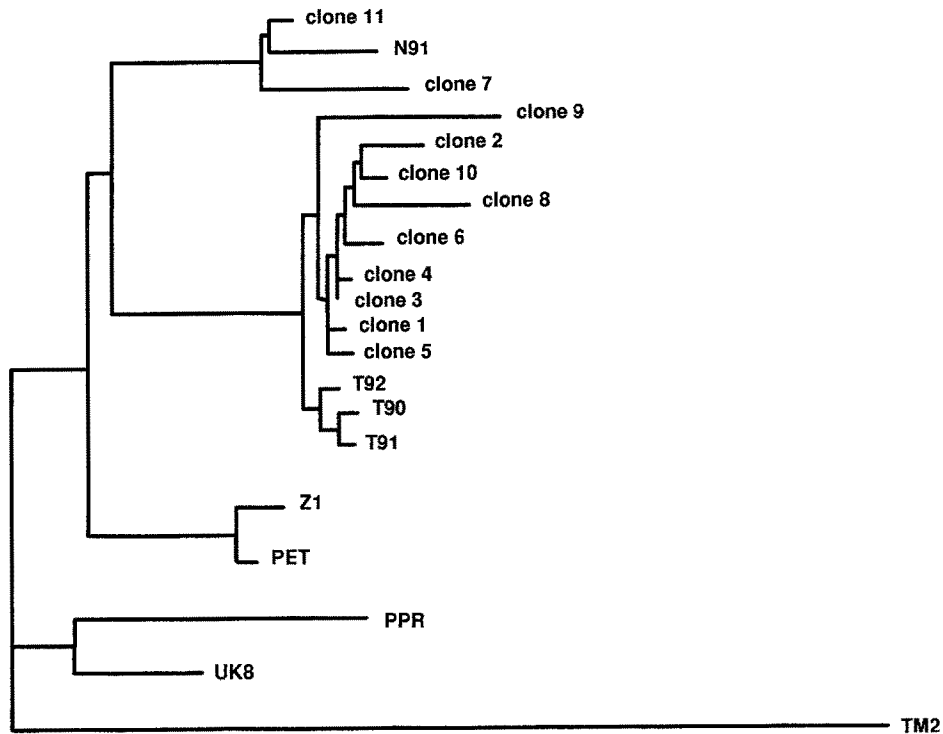 clone 11
N91
clone 7
clone 9
clone 2
clone 10
clone 8
clone 6
clone 4
clone 3
clone 1
clone 5
T92
T90
T91
Z1
PET
PPR
UK8
TM2